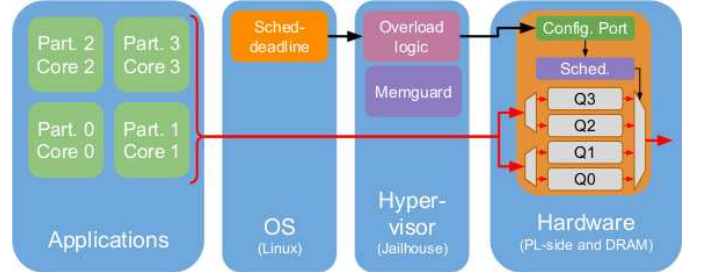 Part. 2
Core 2
Part. 3
Core 3
Part. 0
Core 0
Part. 1
Core 1
Applications
Sched-
deadline
OS
(Linux)
Overload
logic
Memguard
Hyper-
visor
(Jailhouse)
Config. Port
Sched.
Q3
Q2
Q1
Q0
Hardware
(PL-side and DRAM)